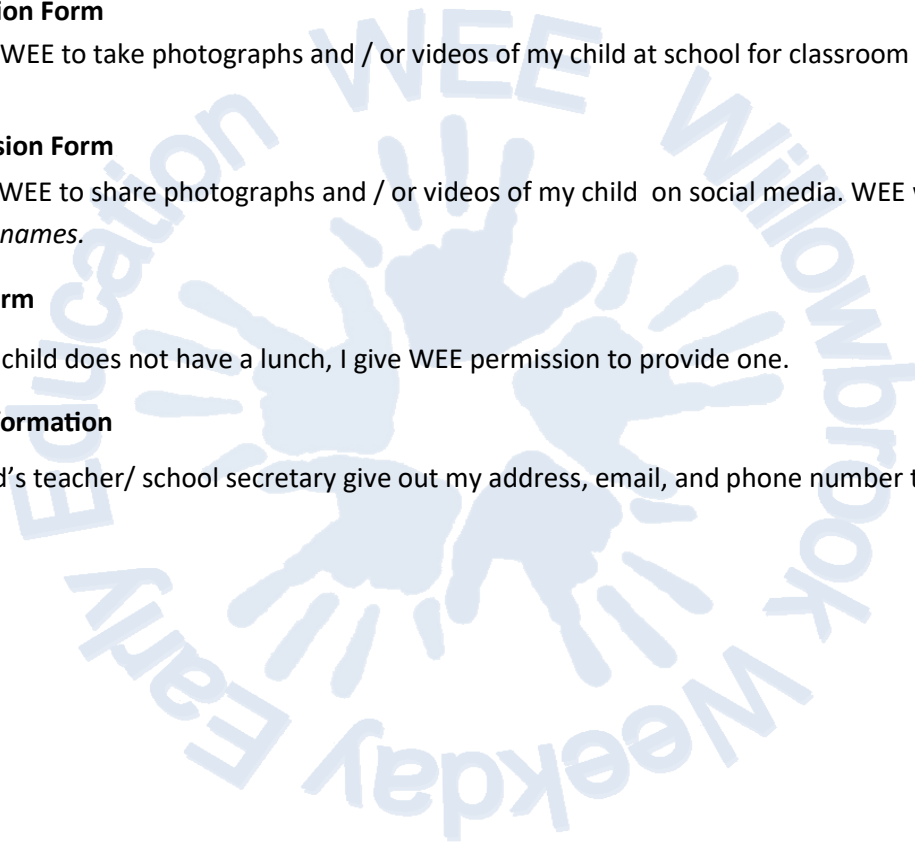 ion Form
WEE to take photographs and / or videos of my child at school for classroom
sion Form
WEE to share photographs and / or videos of my child  on social media. WEE
names.
rm
child does not have a lunch, I give WEE permission to provide one.
formation
d's teacher/ school secretary give out my address, email, and phone number
WEE Willowbrook Weekday Early Education